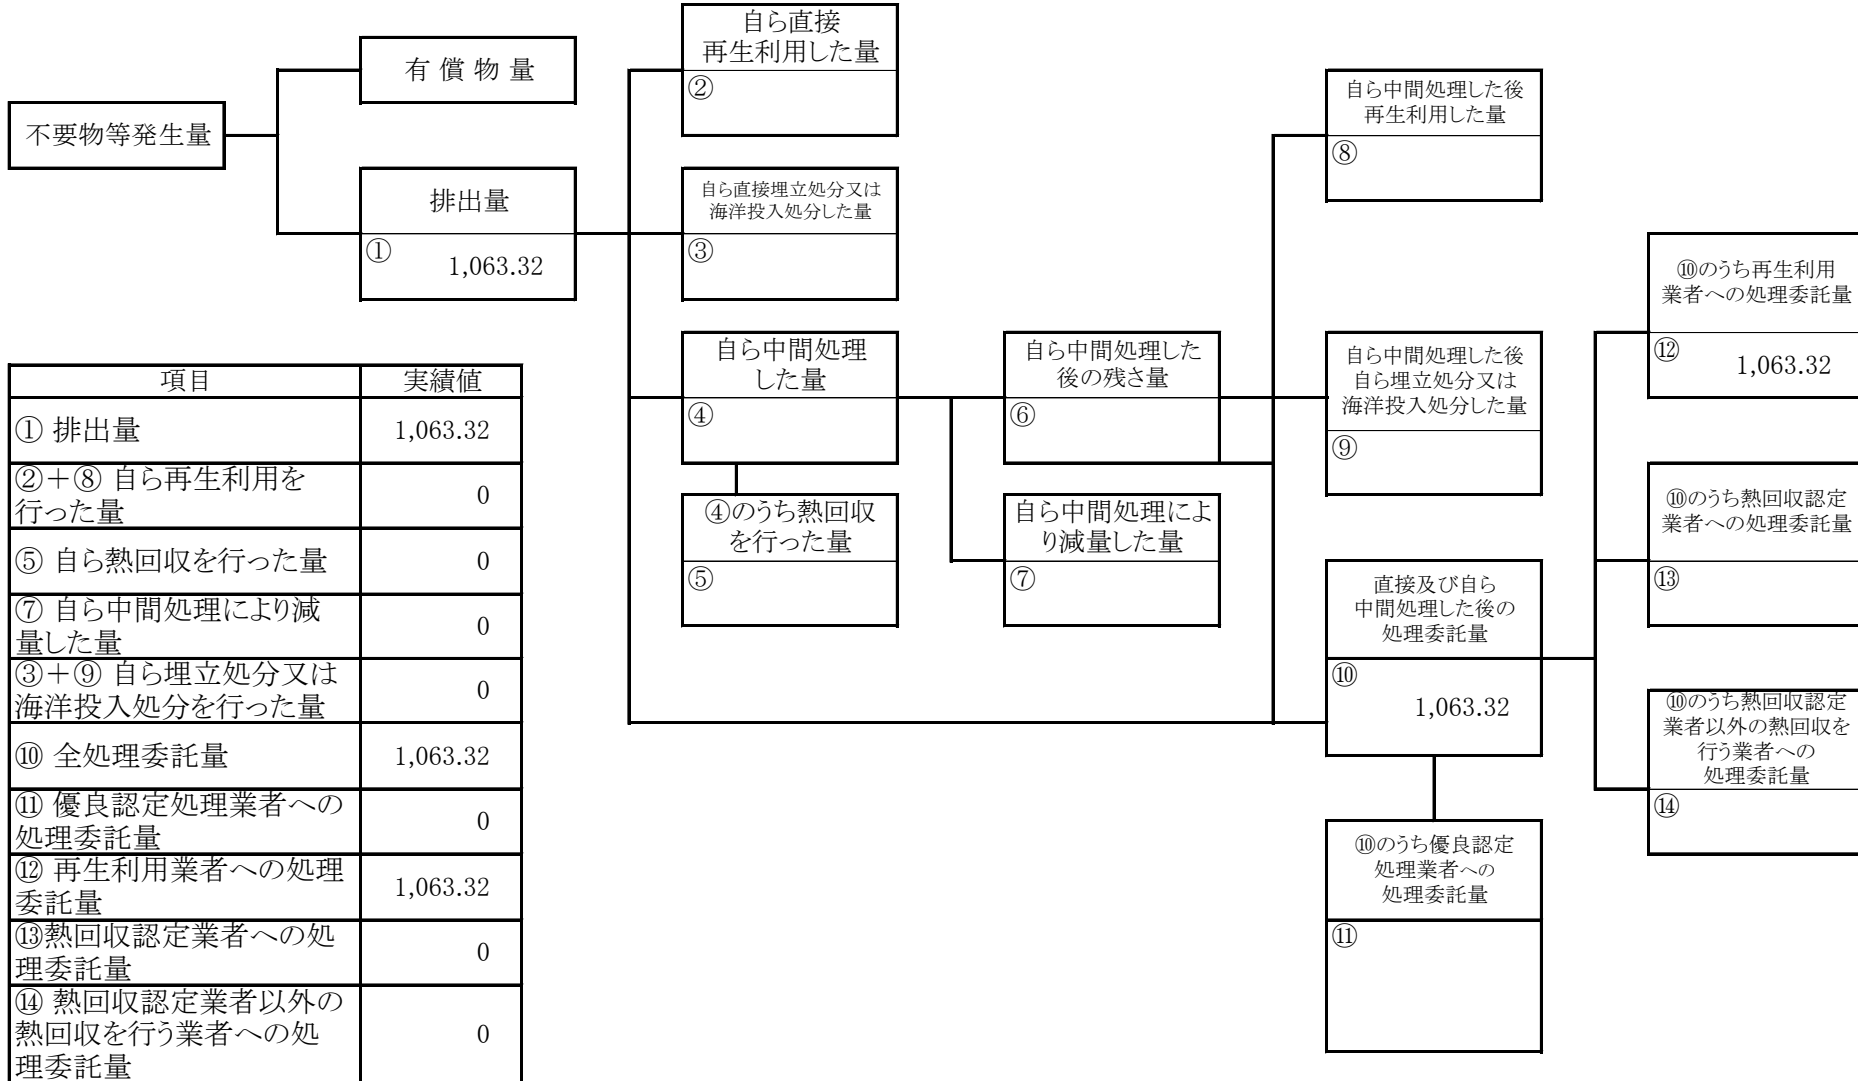 不要物等発生量
有 償 物 量
排出量
① 1,063.32
自ら直接
再生利用した量
②
自ら直接埋立処分又は
海洋投入処分した量
③
自ら中間処理
した量
④
④のうち熱回収
を行った量
⑤
自ら中間処理した
後の残さ量
⑥
自ら中間処理によ
り減量した量
⑦
自ら中間処理した後
再生利用した量
⑧
自ら中間処理した後
自ら埋立処分又は
海洋投入処分した量
⑨
直接及び自ら
中間処理した後の
処理委託量
⑩
1,063.32
⑩のうち優良認定
処理業者への
処理委託量
⑪
⑩のうち再生利用
業者への処理委託量
⑫ 1,063.32
⑩のうち熱回収認定
業者への処理委託量
⑬
⑩のうち熱回収認定
業者以外の熱回収を
行う業者への
処理委託量
⑭
項目 実績値
① 排出量 1,063.32
②＋⑧ 自ら再生利用を
行った量 0
⑤ 自ら熱回収を行った量 0
⑦ 自ら中間処理により減
量した量 0
③＋⑨ 自ら埋立処分又は
海洋投入処分を行った量 0
⑩ 全処理委託量 1,063.32
⑪ 優良認定処理業者への
処理委託量 0
⑫ 再生利用業者への処理
委託量 1,063.32
⑬熱回収認定業者への処
理委託量 0
⑭ 熱回収認定業者以外の
熱回収を行う業者への処
理委託量 0